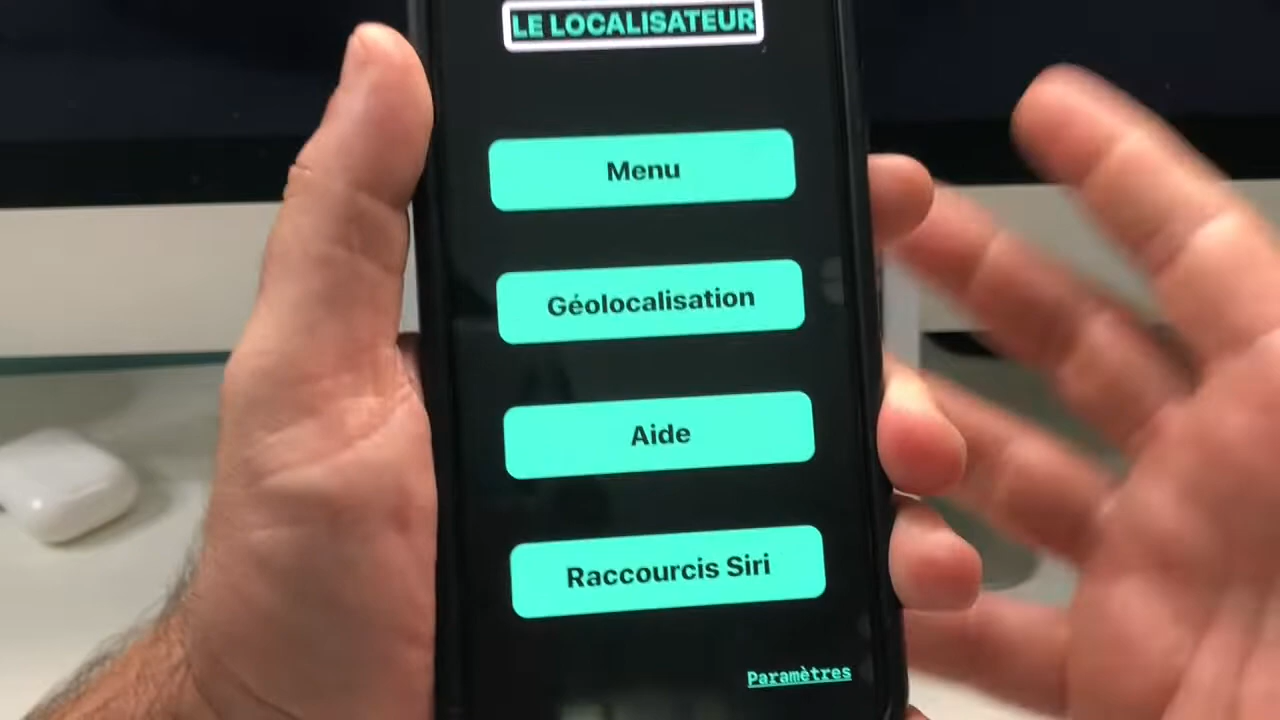 LE LOCALISATEUR
Menu
Géolocalisation
Aide
Raccourcis Siri
Paramètres